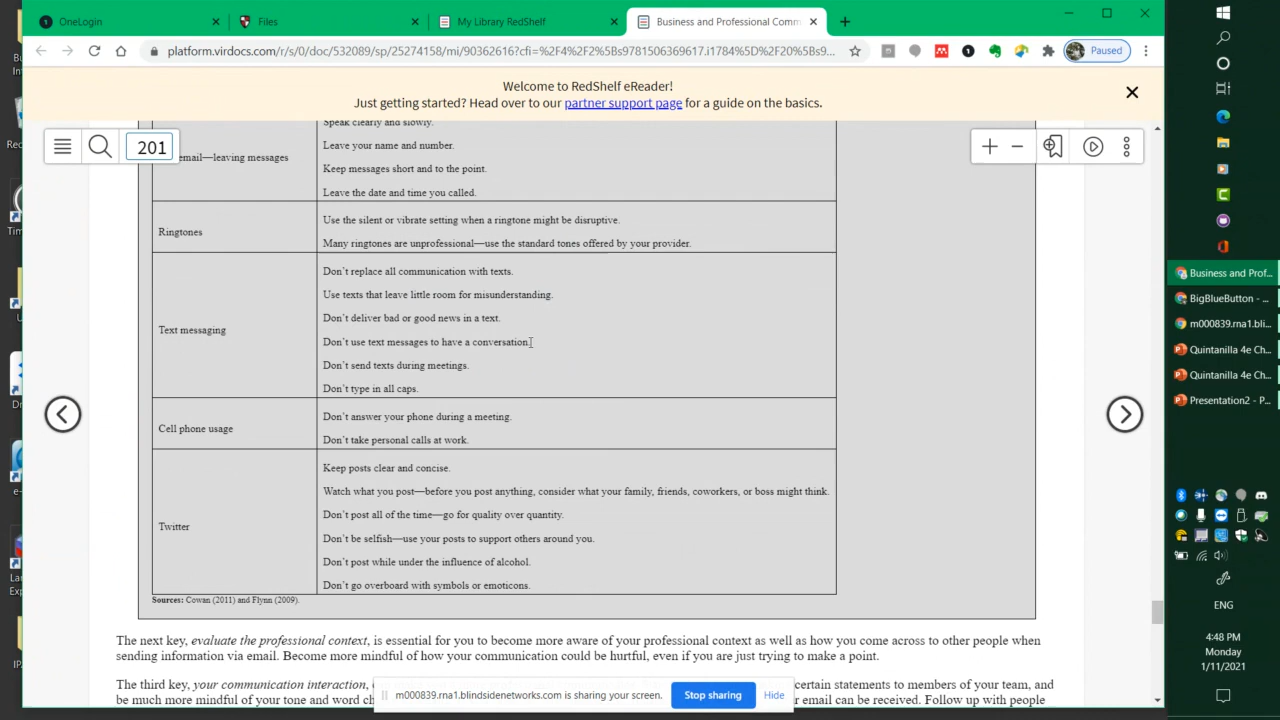 OneLogin
Files
My Library RedShelf
Business and Professional Comm
Paused
platform.virdocs.com/r/s/0/doc/532089/sp/25274158/mi/90362616?cfi=%2F4%2F2%5Bs9781506369617.i1784%5D%2F20%5Bs9...
Welcome to RedShelf eReader!
Just getting started? Head over to our partner support page for a guide on the basics.
201
Speak clearly and slowly.
email—leaving messages
Leave your name and number.
Keep messages short and to the point.
Leave the date and time you called.
Ringtones
Use the silent or vibrate setting when a ringtone might be disruptive.
Many ringtones are unprofessional—use the standard tones offered by your provider.
Text messaging
Don't replace all communication with texts.
Use texts that leave little room for misunderstanding.
Don't deliver bad or good news in a text.
Don't use text messages to have a conversation.
Don't send texts during meetings.
Don't type in all caps.
Cell phone usage
Don't answer your phone during a meeting.
Don't take personal calls at work.
Twitter
Keep posts clear and concise.
Watch what you post—before you post anything, consider what your family, friends, coworkers, or boss might think.
Don't post all of the time—go for quality over quantity.
Don't be selfish—use your posts to support others around you.
Don't post while under the influence of alcohol.
Don't go overboard with symbols or emoticons.
Sources: Cowan (2011) and Flynn (2009).
The next key, evaluate the professional context, is essential for you to become more aware of your professional context as well as how you come across to other people when
sending information via email. Become more mindful of how your communication could be hurtful, even if you are just trying to make a point.
The third key, your communication interaction, certain statements to members of your team, and
be much more mindful of your tone and word email can be received. Follow up with people
m000839.rna1.blindsidenetworks.com is sharing your screen.
Stop sharing
Hide
Business and Prof...
BigBlueButton - ...
m000839.rna1.bli...
Quintanilla 4e Ch...
Quintanilla 4e Ch...
Presentation2 - P...
ENG
4:48 PM
Monday
1/11/2021